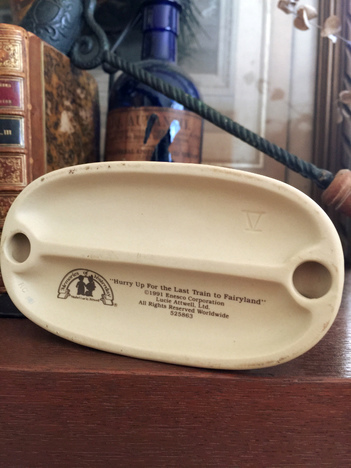 V
"Hurry Up For the Last Train to Fairyland"
©1991 Enesco Corporation
Lucie Attwell, Ltd.
All Rights Reserved Worldwide
525863